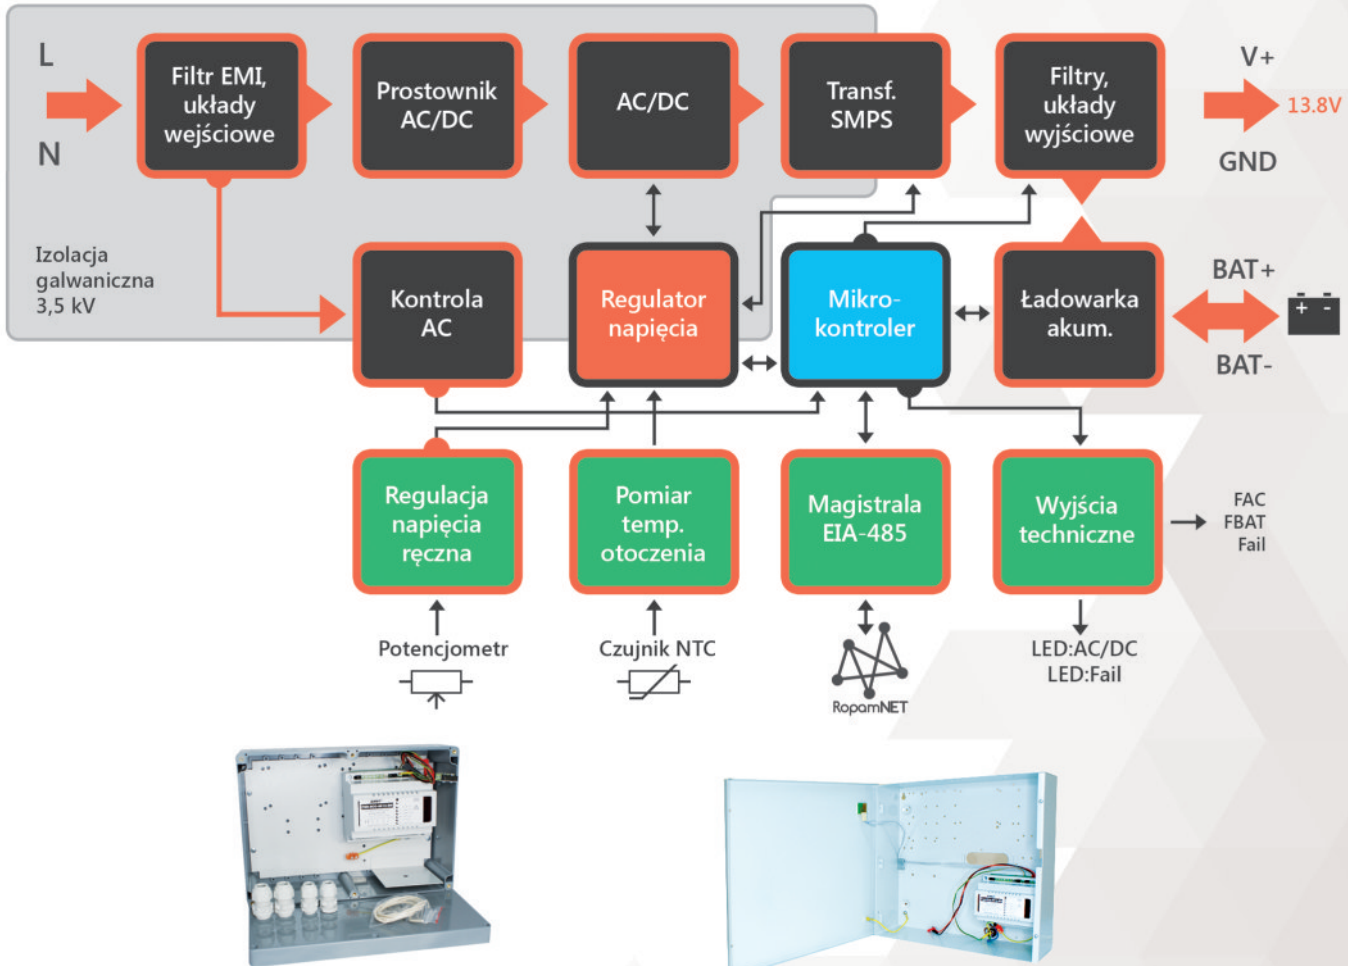 L
N
Filtr EMI,
układy
wejściowe
Prostownik
AC/DC
AC/DC
Transf.
SMPS
Filtry,
układy
wyjściowe
V+
13.8V
GND
Izolacja
galwaniczna
3,5 kV
Kontrola
AC
Regulator
napięcia
Mikro-
kontroler
Ładowarka
akum.
BAT+
+ -
BAT-
Regulacja
napięcia
ręczna
Pomiar
temp.
otoczenia
Magistrala
EIA-485
Wyjścia
techniczne
FAC
FBAT
Fail
Potencjometr
Czujnik NTC
RopamNET
LED:AC/DC
LED:Fail